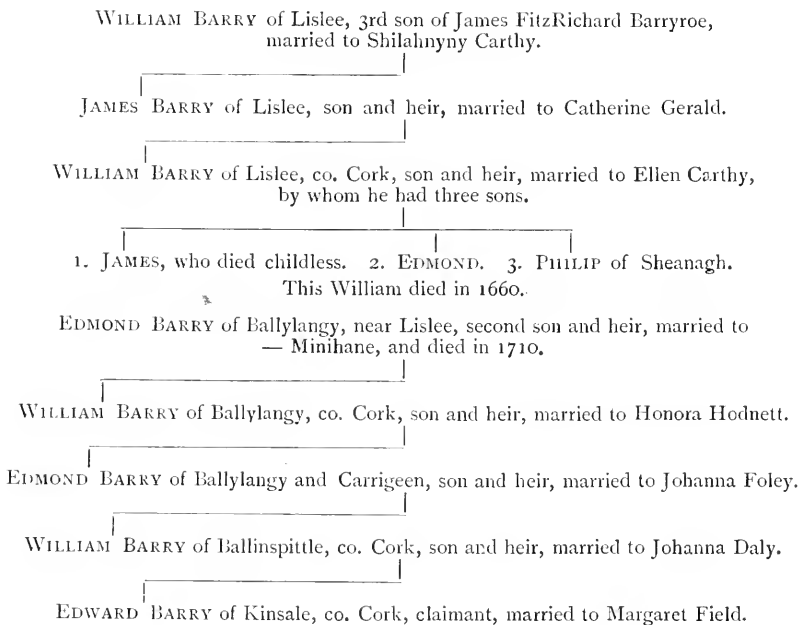 WILLIAM BARRY of Lislee, 3rd son of James FitzRichard Barryroe,
married to Shilahnyny Carthy.
JAMES BARRY of Lislee, son and heir, married to Catherine Gerald.
WILLIAM BARRY of Lislee, co. Cork, son and heir, married to Ellen Carthy,
by whom he had three sons.
1. JAMES, who died childless. 2. EDMOND. 3. PHILIP of Sheanagh.
This William died in 1660.
EDMOND BARRY of Ballylangy, near Lislee, second son and heir, married to
— Minihane, and died in 1710.
WILLIAM BARRY of Ballylangy, co. Cork, son and heir, married to Honora Hodnett.
EDMOND BARRY of Ballylangy and Carrigeen, son and heir, married to Johanna Foley.
WILLIAM BARRY of Ballinspittle, co. Cork, son and heir, married to Johanna Daly.
EDWARD BARRY of Kinsale, co. Cork, claimant, married to Margaret Field.